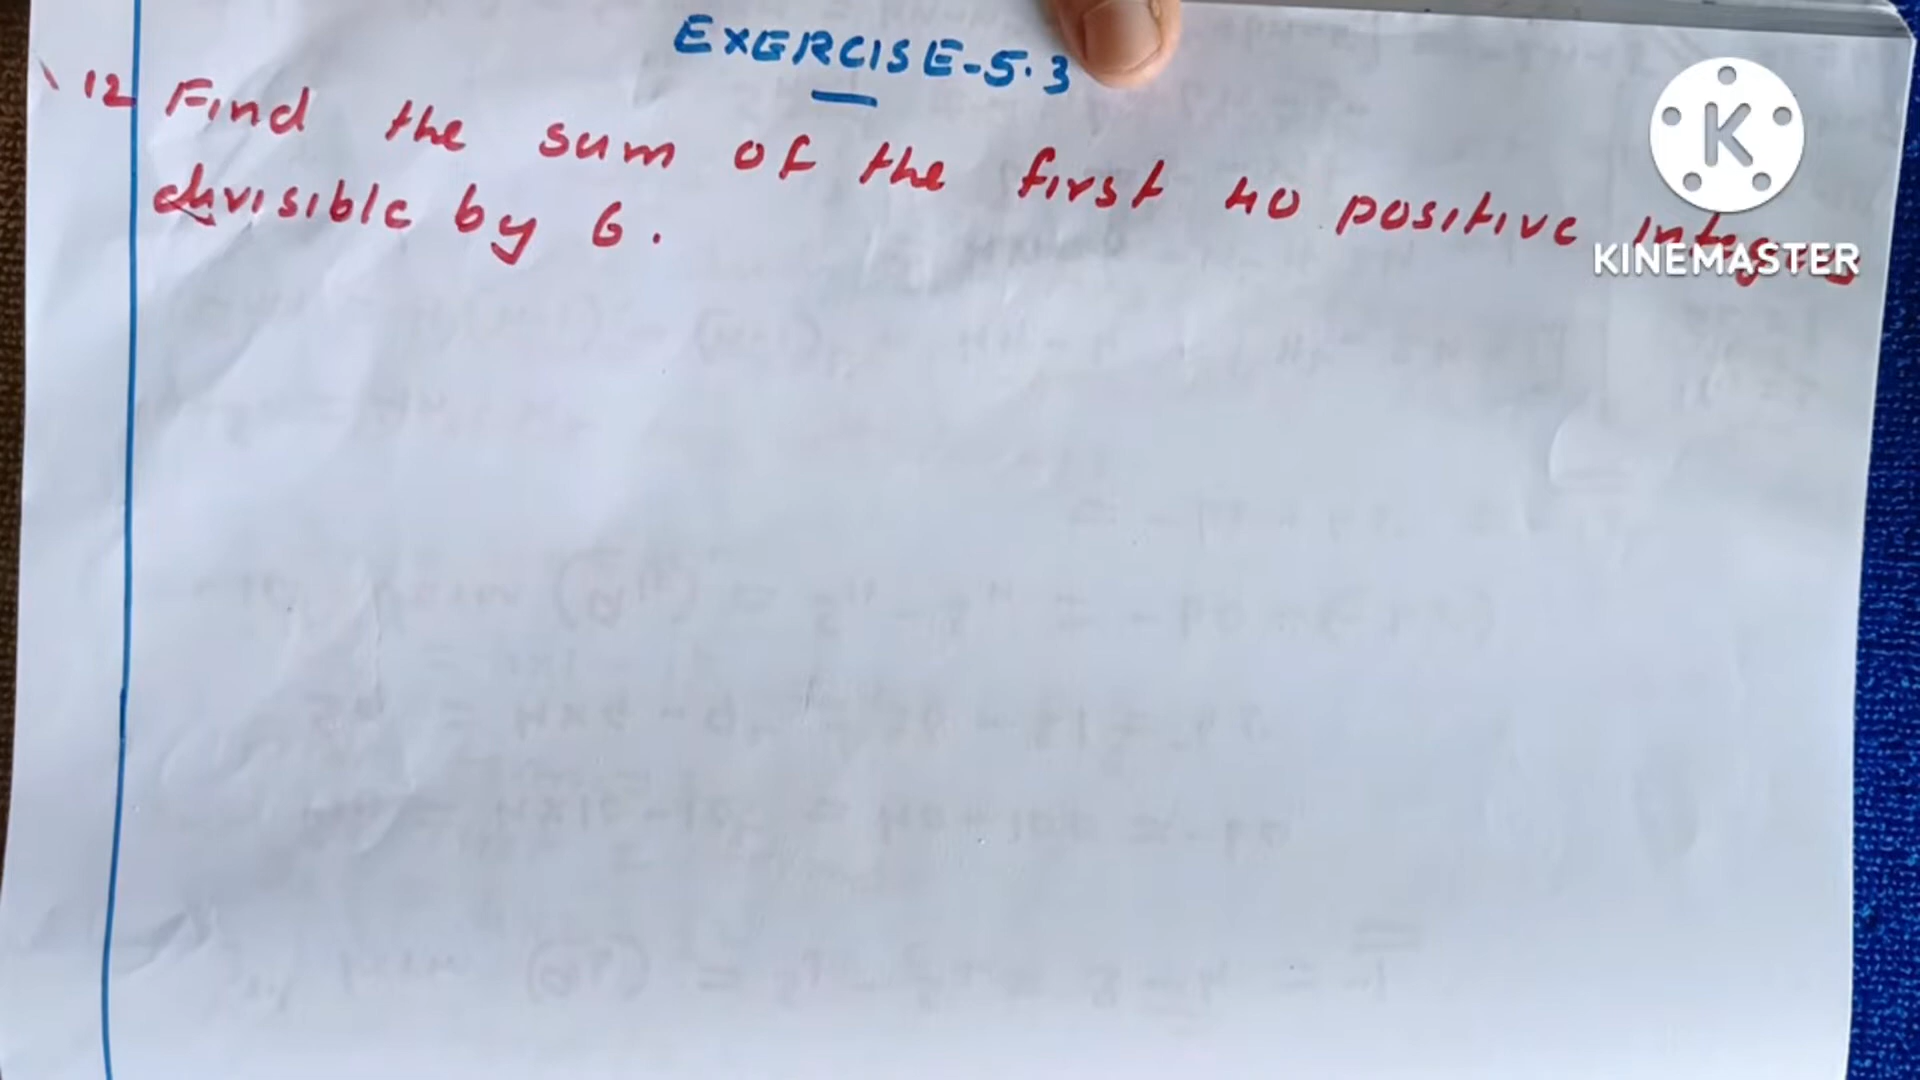 EXERCISE-5.3
12 Find the sum of the first 40 positive
divisible by 6.
K
KINEMASTER